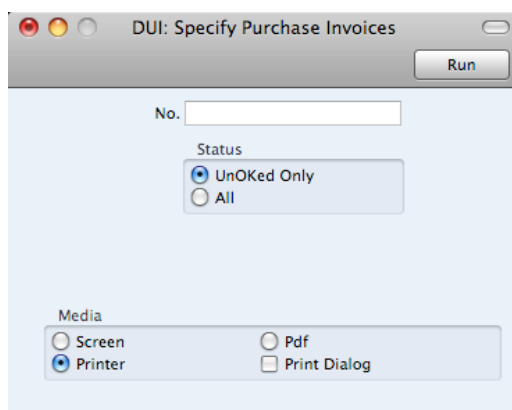 DUI: Specify Purchase Invoices
Run
No.
Status
UnOKed Only
All
Media
Screen
Pdf
Printer
Print Dialog